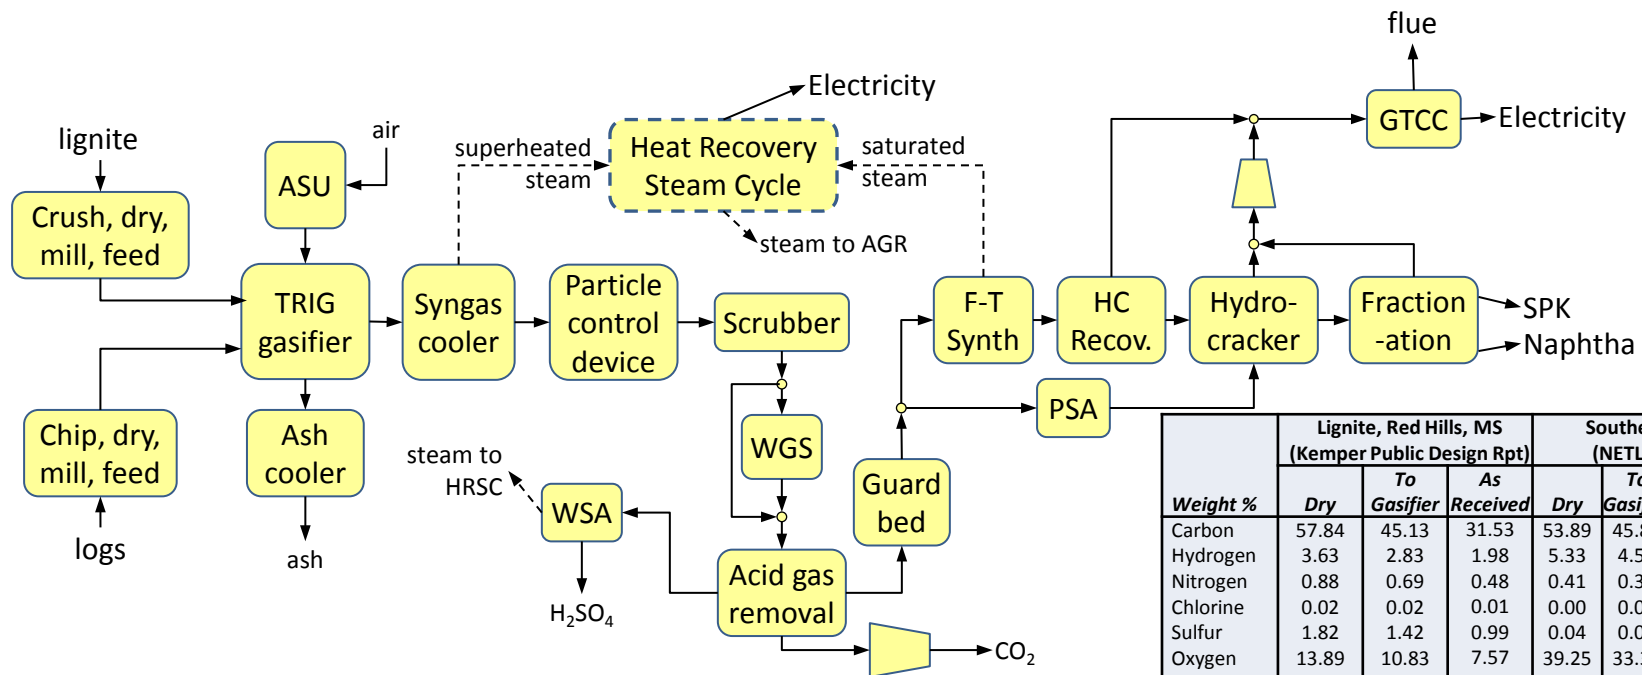 flue
Electricity
GTCC
Electricity
lignite
air
superheated
steam
Heat Recovery
Steam Cycle
saturated
steam
ASU
Crush, dry,
mill, feed
steam to AGR
TRIG
gasifier
Syngas
cooler
Particle
control
device
Scrubber
F-T
Synth
HC
Recov.
Hydro-
cracker
Fraction
-ation
SPK
Naphtha
Chip, dry,
mill, feed
Ash
cooler
PSA
WGS
steam to
HRSC
WSA
Guard
bed
logs
ash
Acid gas
removal
H₂SO₄
CO₂
Lignite, Red Hills, MS
(Kemper Public Design Rpt)
Weight % Dry To Gasifier As Received Dry
Carbon 57.84 45.13 31.53 53.89
Hydrogen 3.63 2.83 1.98 5.33
Nitrogen 0.88 0.69 0.48 0.41
Chlorine 0.02 0.02 0.01 0.00
Sulfur 1.82 1.42 0.99 0.04
Oxygen 13.89 10.83 7.57 39.25